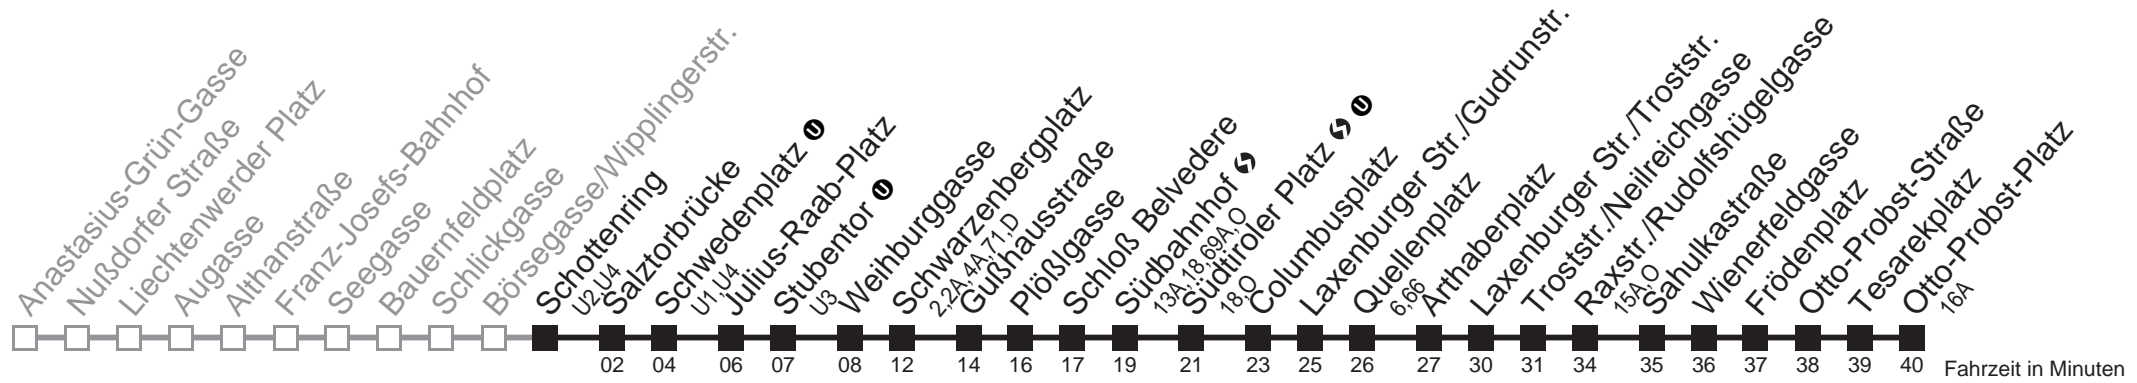 Anastasius-Grün-Gasse
Nußdorfer Straße
Liechtenwerder Platz
Augasse
Althanstraße
Franz-Josefs-Bahnhof
Seegasse
Bauernfeldplatz
Schlickgasse
Börsegasse/Wipplingerstr.
Schottenring
U2,U4
Salztorbrücke
Schwedenplatz U
U1,U4
Julius-Raab-Platz
Stubentor U
U3
Weihburggasse
Schwarzenbergplatz
2,2A,4A,71,D
Gußhausstraße
Plößlgasse
Schloß Belvedere
Südbahnhof
13A,18,69A,O
Südtiroler Platz U
18,O
Columbusplatz
Laxenburger Str./Gudrunstr.
Quellenplatz
6,66
Arthaberplatz
Laxenburger Str./Troststr.
Troststr./Neilreichgasse
Raxstr./Rudolfshügelgasse
15A,O
Sahulkastraße
Wienerfeldgasse
Frödenplatz
Otto-Probst-Straße
Tesarekplatz
Otto-Probst-Platz
16A
02 04 06 07 08 12 14 16 17 19 21 23 25 26 27 30 31 34 35 36 37 38 39 40 Fahrzeit in Minuten